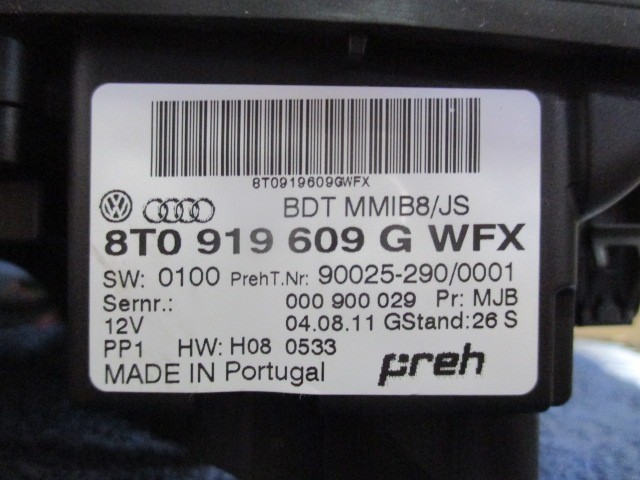 8T0919609GWFX
BDT MMIB8/JS
8T0 919 609 G WFX
SW: 0100 PrehT.Nr: 90025-290/0001
Sernr.: 000 900 029 Pr: MJB
12V 04.08.11 GStand:26 S
PP1 HW: H08 0533
MADE IN Portugal preh